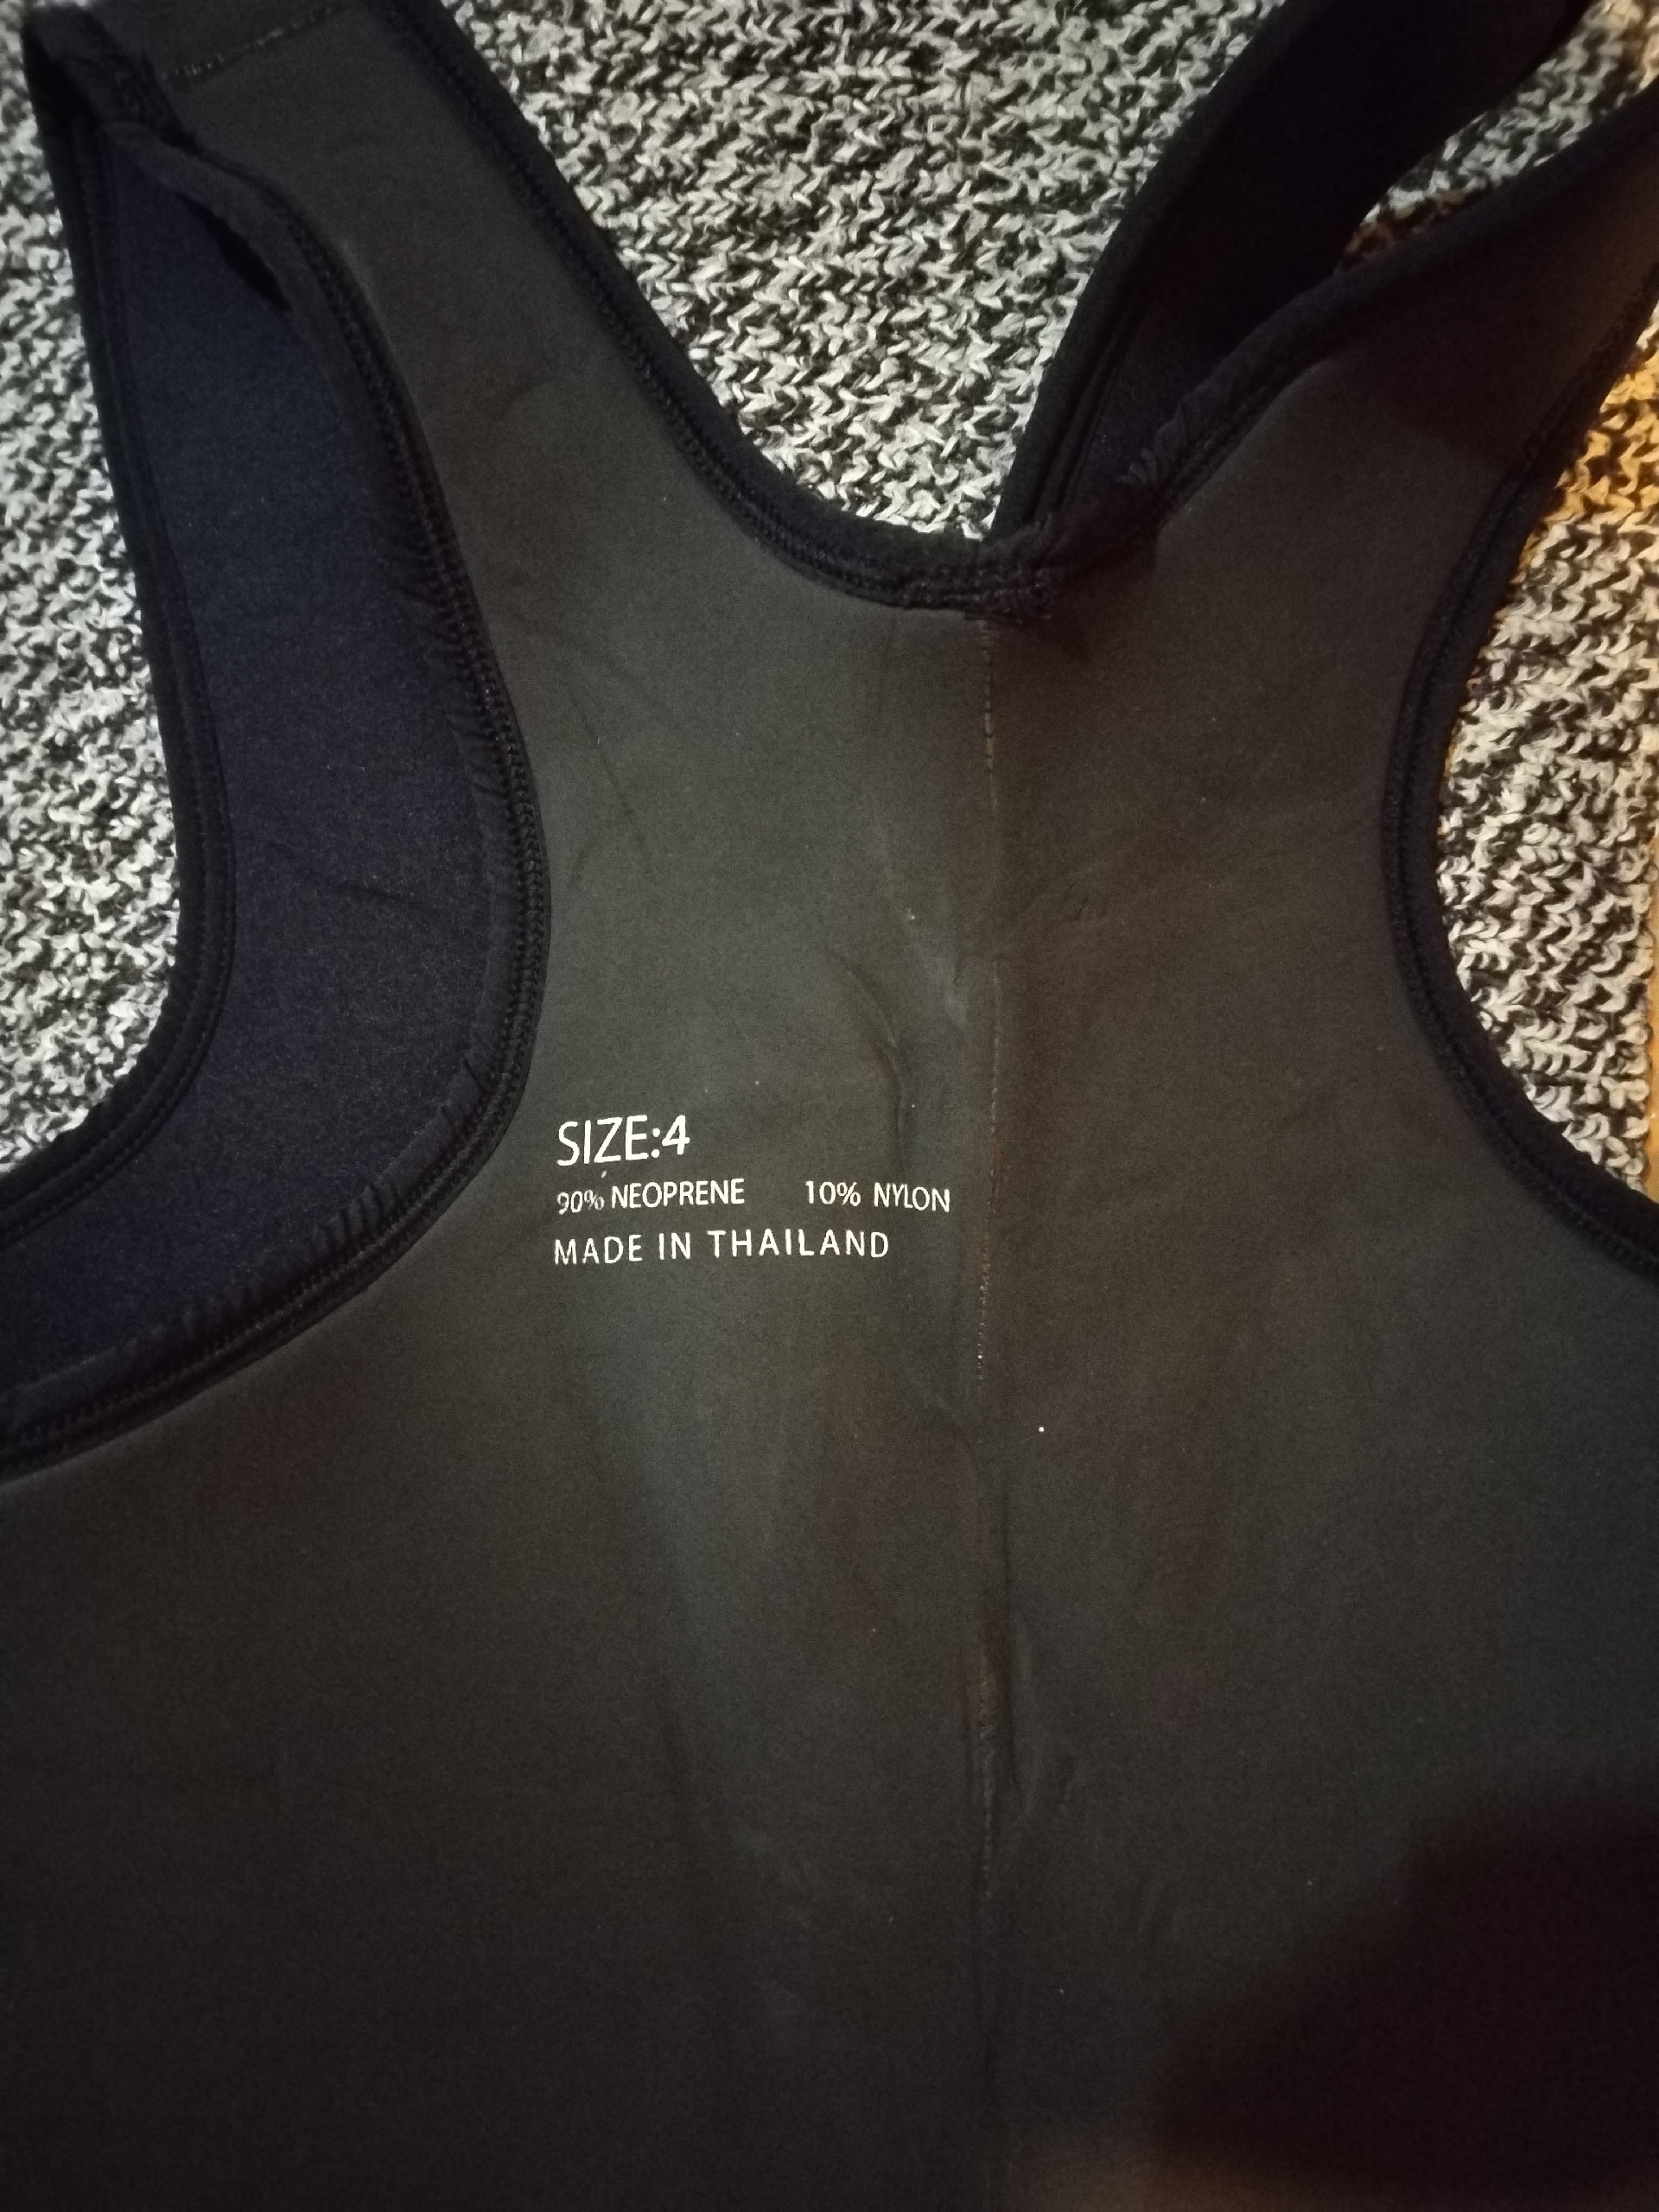 SIZE:4
90% NEOPRENE 10% NYLON
MADE IN THAILAND